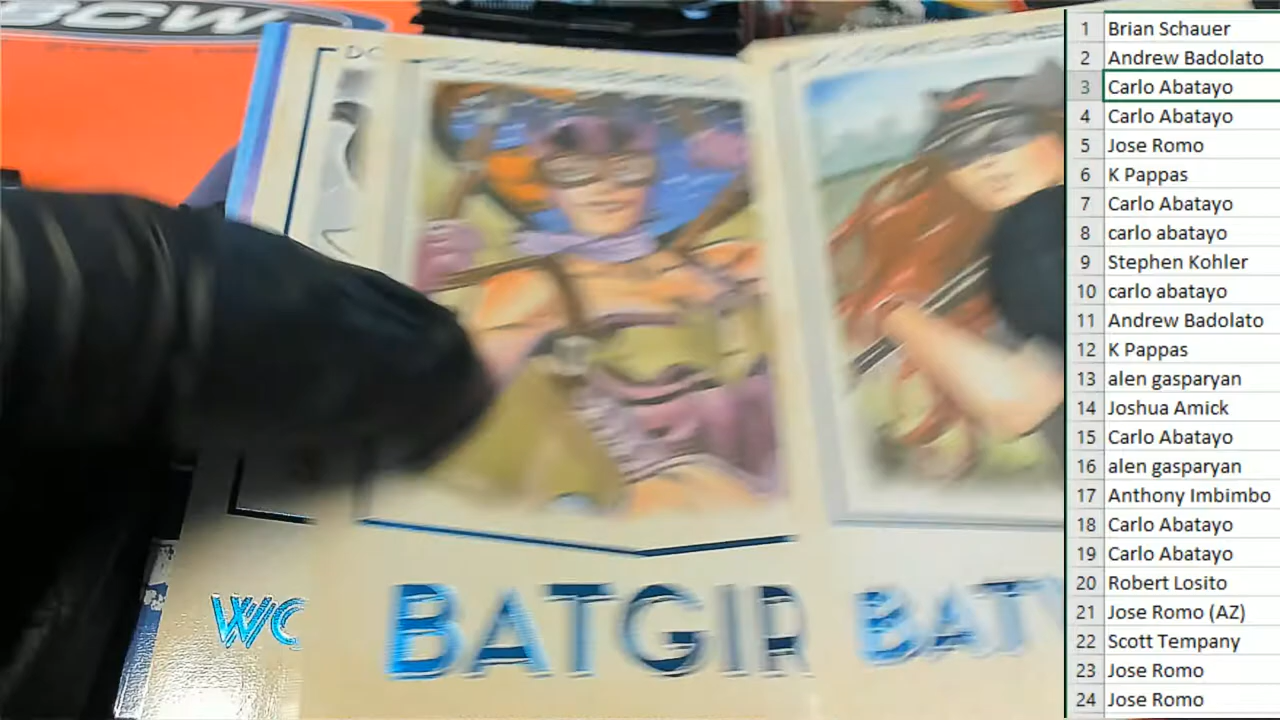 BCW
DC
WO
BATGIR
BAT
1 Brian Schauer
2 Andrew Badolato
3 Carlo Abatayo
4 Carlo Abatayo
5 Jose Romo
6 K Pappas
7 Carlo Abatayo
8 carlo abatayo
9 Stephen Kohler
10 carlo abatayo
11 Andrew Badolato
12 K Pappas
13 alen gasparyan
14 Joshua Amick
15 Carlo Abatayo
16 alen gasparyan
17 Anthony Imbimbo
18 Carlo Abatayo
19 Carlo Abatayo
20 Robert Losito
21 Jose Romo (AZ)
22 Scott Tempany
23 Jose Romo
24 Jose Romo